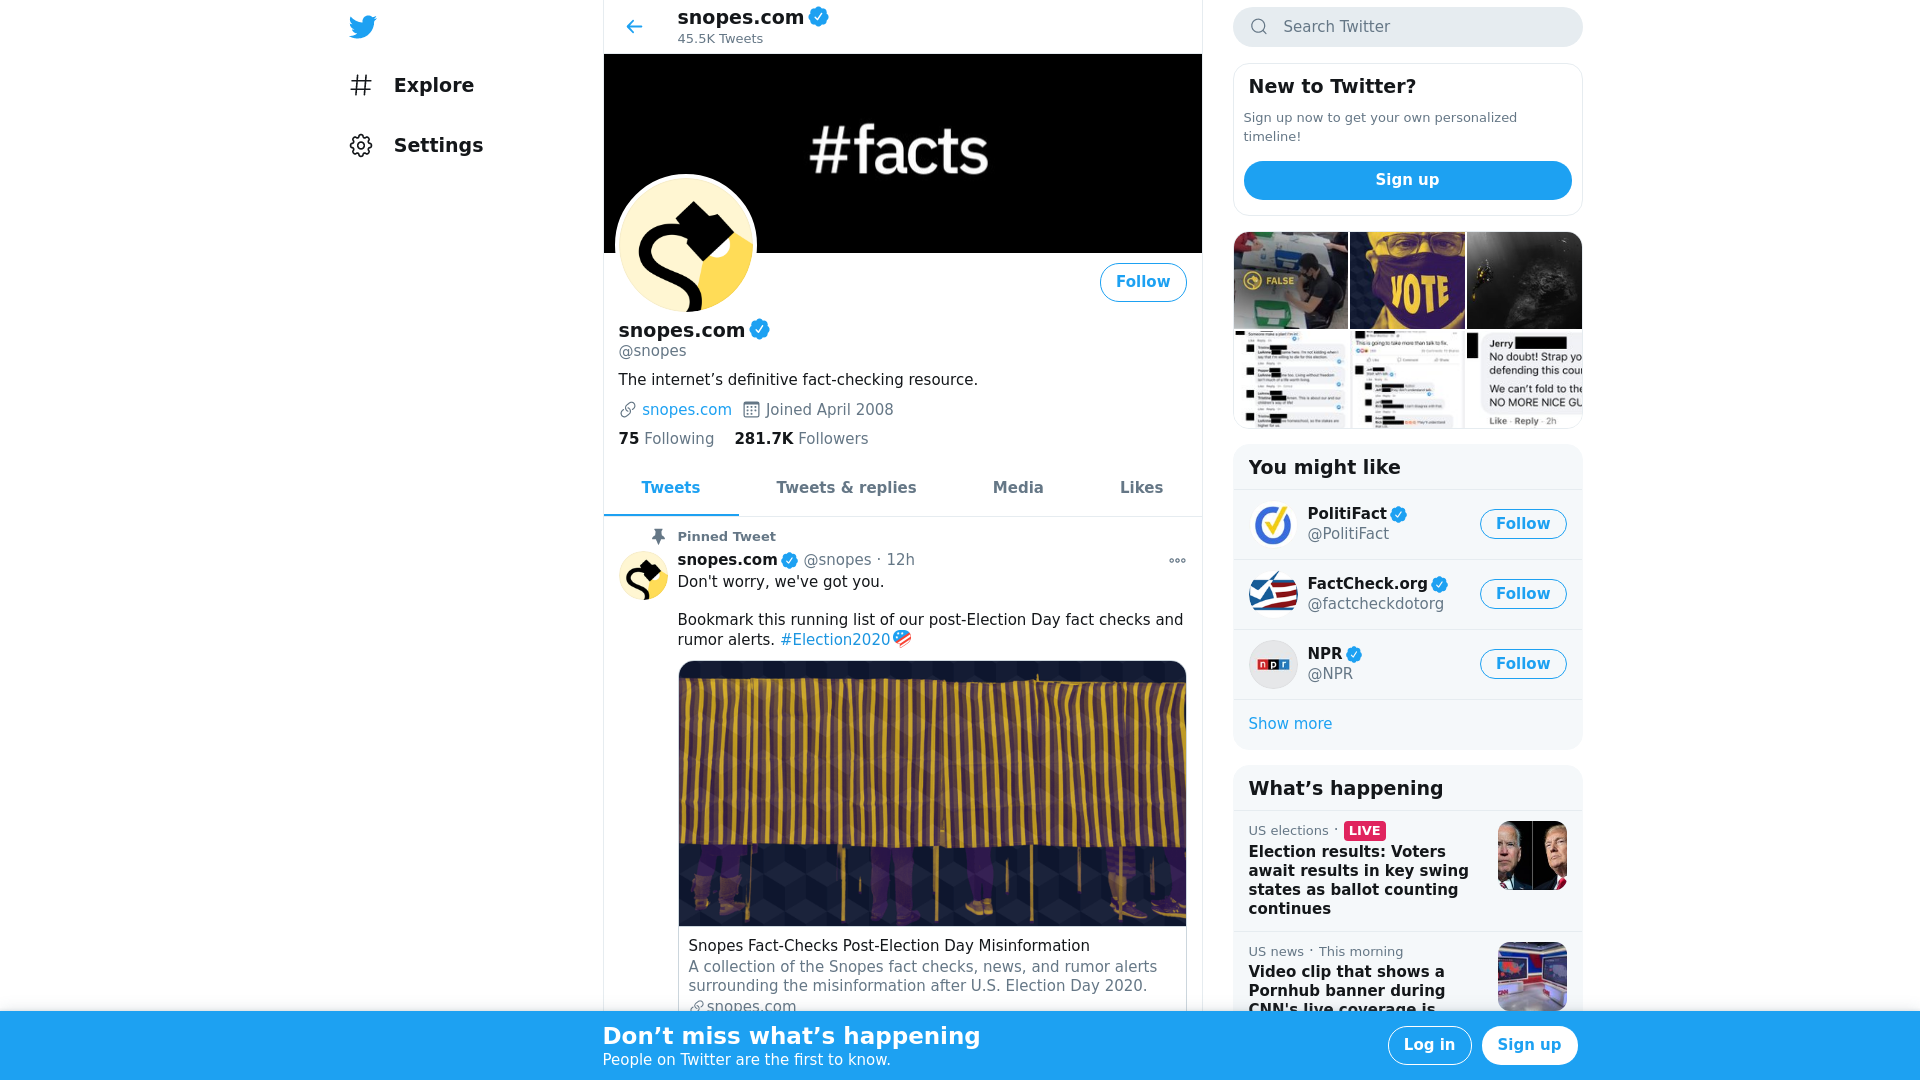 snopes.com
45.5K Tweets
Search Twitter
Explore
Settings
#facts
New to Twitter?
Sign up now to get your own personalized
timeline!
Sign up
Follow
snopes.com
@snopes
The internet’s definitive fact-checking resource.
snopes.com Joined April 2008
75 Following 281.7K Followers
Tweets Tweets & replies Media Likes
Pinned Tweet
snopes.com @snopes · 12h
Don't worry, we've got you.
Bookmark this running list of our post-Election Day fact checks and
rumor alerts. #Election2020
Snopes Fact-Checks Post-Election Day Misinformation
A collection of the Snopes fact checks, news, and rumor alerts
surrounding the misinformation after U.S. Election Day 2020.
snopes.com
FALSE
VOTE
Jerry
No doubt! Strap yo
defending this cou
We can’t fold to the
NO MORE NICE GU
Like · Reply · 2h
You might like
PolitiFact
@PolitiFact
Follow
FactCheck.org
@factcheckdotorg
Follow
npr
NPR
@NPR
Follow
Show more
What’s happening
US elections · LIVE
Election results: Voters
await results in key swing
states as ballot counting
continues
US news · This morning
Video clip that shows a
Pornhub banner during
CNN's live coverage is
Don’t miss what’s happening
People on Twitter are the first to know.
Log in
Sign up